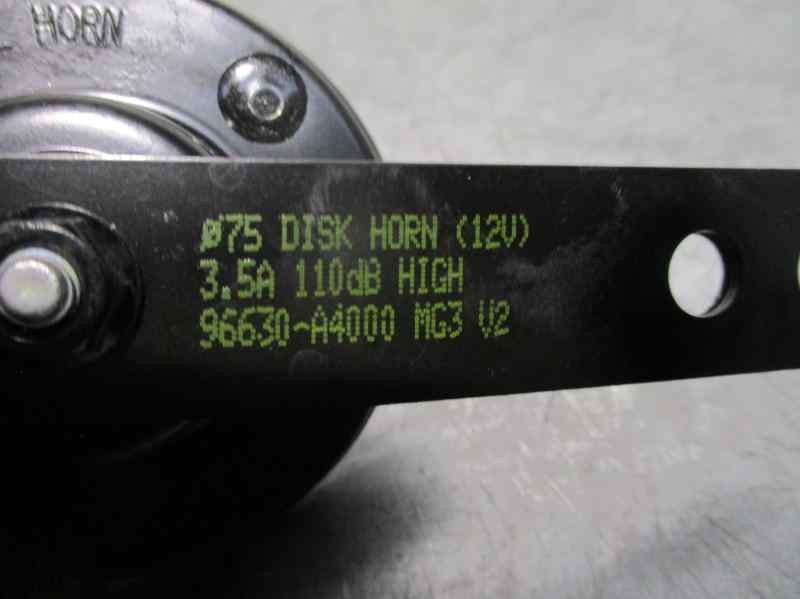 HORN
ø75 DISK HORN (12V)
3.5A 110dB HIGH
96630-A4000 MG3 V2